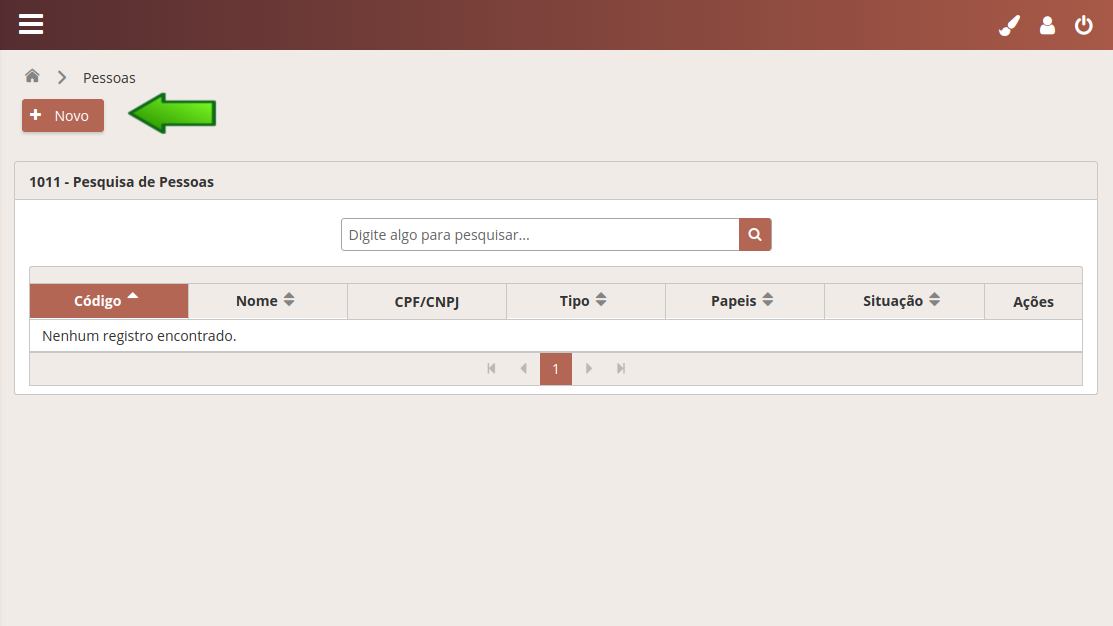 Pessoas
Novo
1011 - Pesquisa de Pessoas
Digite algo para pesquisar...
Código Nome CPF/CNPJ Tipo Papeis Situação Ações
Nenhum registro encontrado.
1